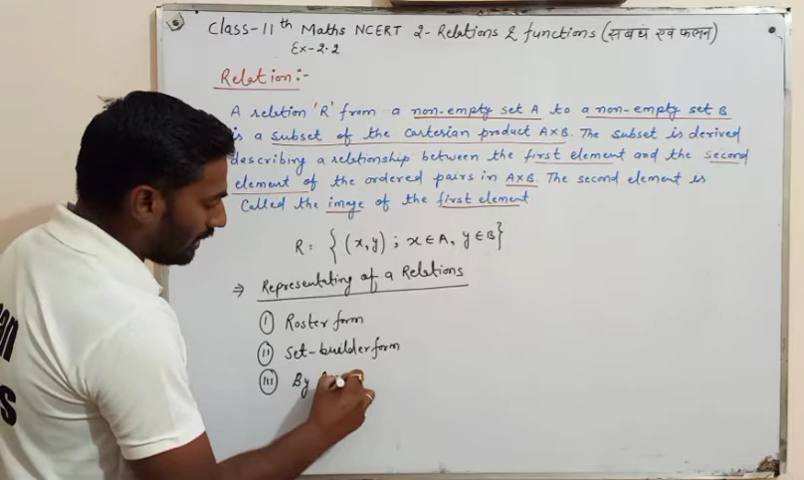 Class-11th Maths NCERT 2- Relations & functions (सबंध एवं फलन)
Ex-2.2
Relation:-
A relation 'R' from a non-empty set A to a non-empty set B
is a subset of the cartesian product A×B. The subset is derived
describing a relationship between the first element and the second
element of the ordered pairs in A×B. The second element is
Called the image of the first element
R = { (x,y) ; x ∈ A, y ∈ B}
⇒ Representating of a Relations
(I) Roster form
(II) Set-builder form
(III) By